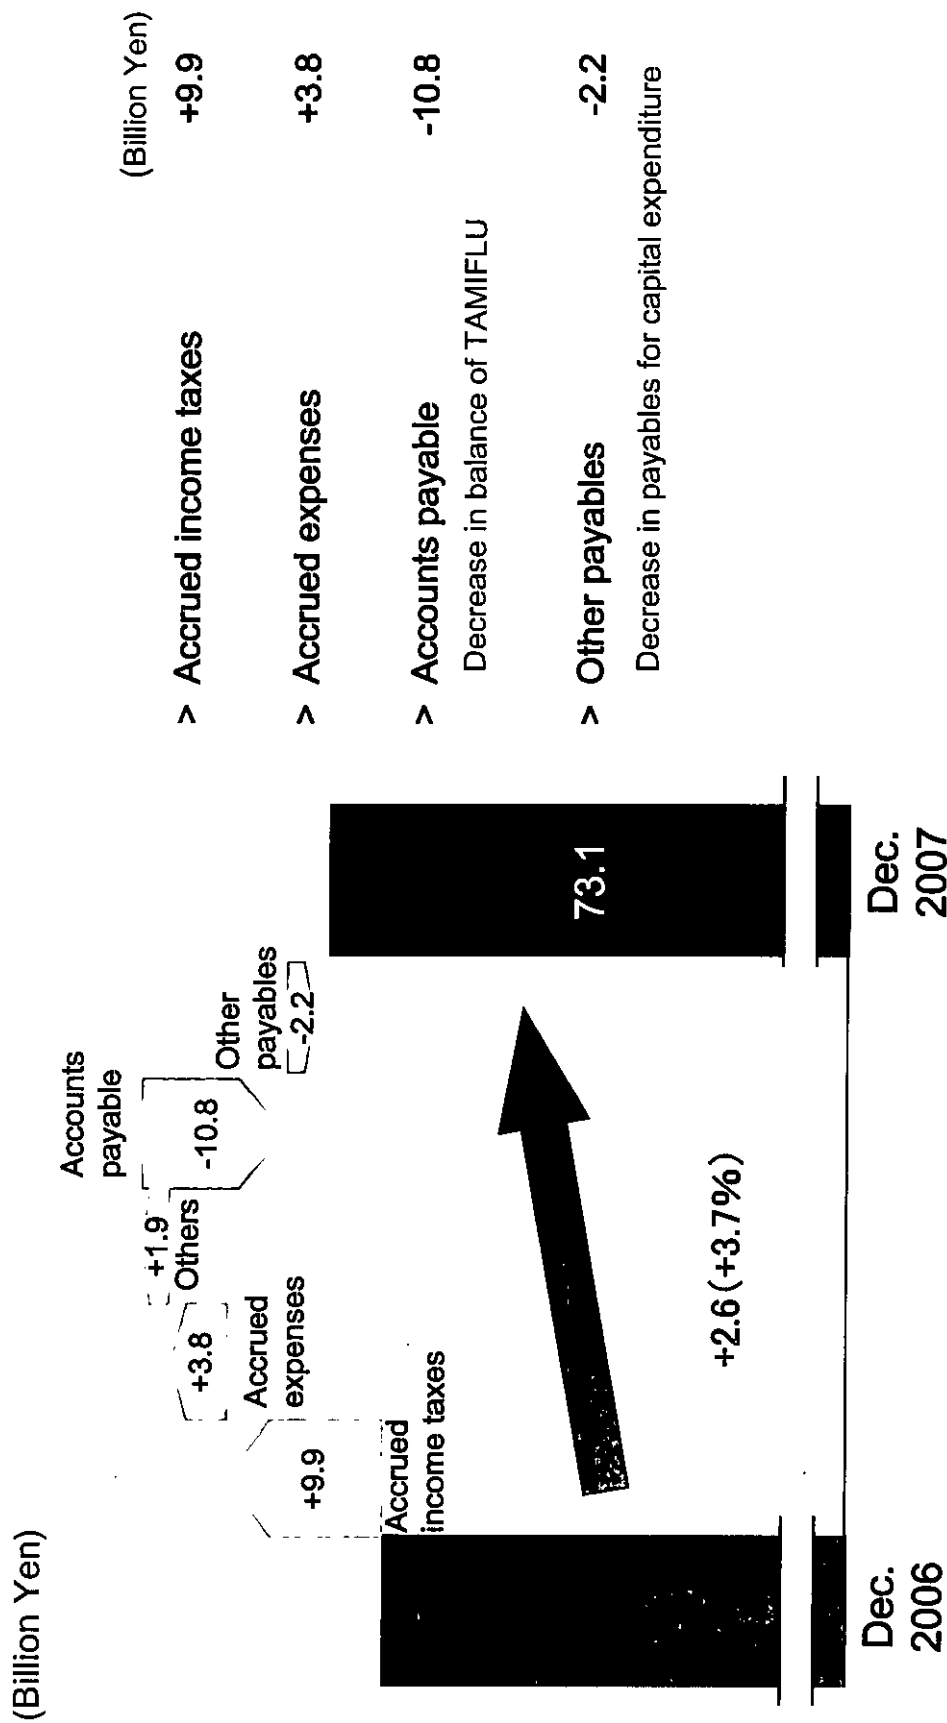 (Billion Yen)
Accounts
payable
+1.9
Others
-10.8
+3.8
Other
payables
-2.2
Accrued
expenses
+9.9
Accrued
income taxes
73.1
+2.6 (+3.7%)
Dec.
2006
Dec.
2007
(Billion Yen)
> Accrued income taxes +9.9
> Accrued expenses +3.8
> Accounts payable -10.8
Decrease in balance of TAMIFLU
> Other payables -2.2
Decrease in payables for capital expenditure